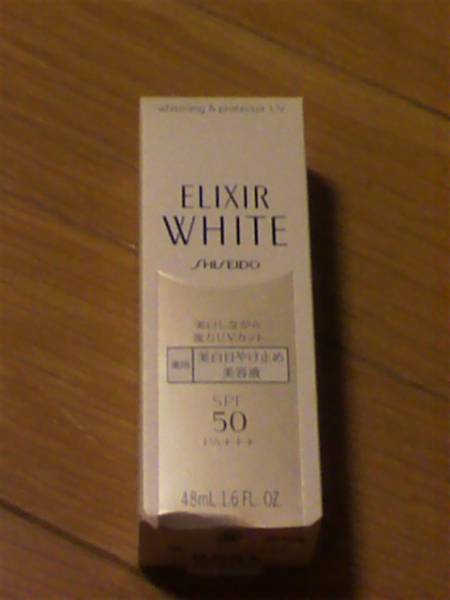 whitening & protector UV
ELIXIR
WHITE
SHISEIDO
美白しながら
強力UVカット
薬用 美白日やけ止め
美容液
SPF
50
PA+++
48mL 1.6 FL. OZ.